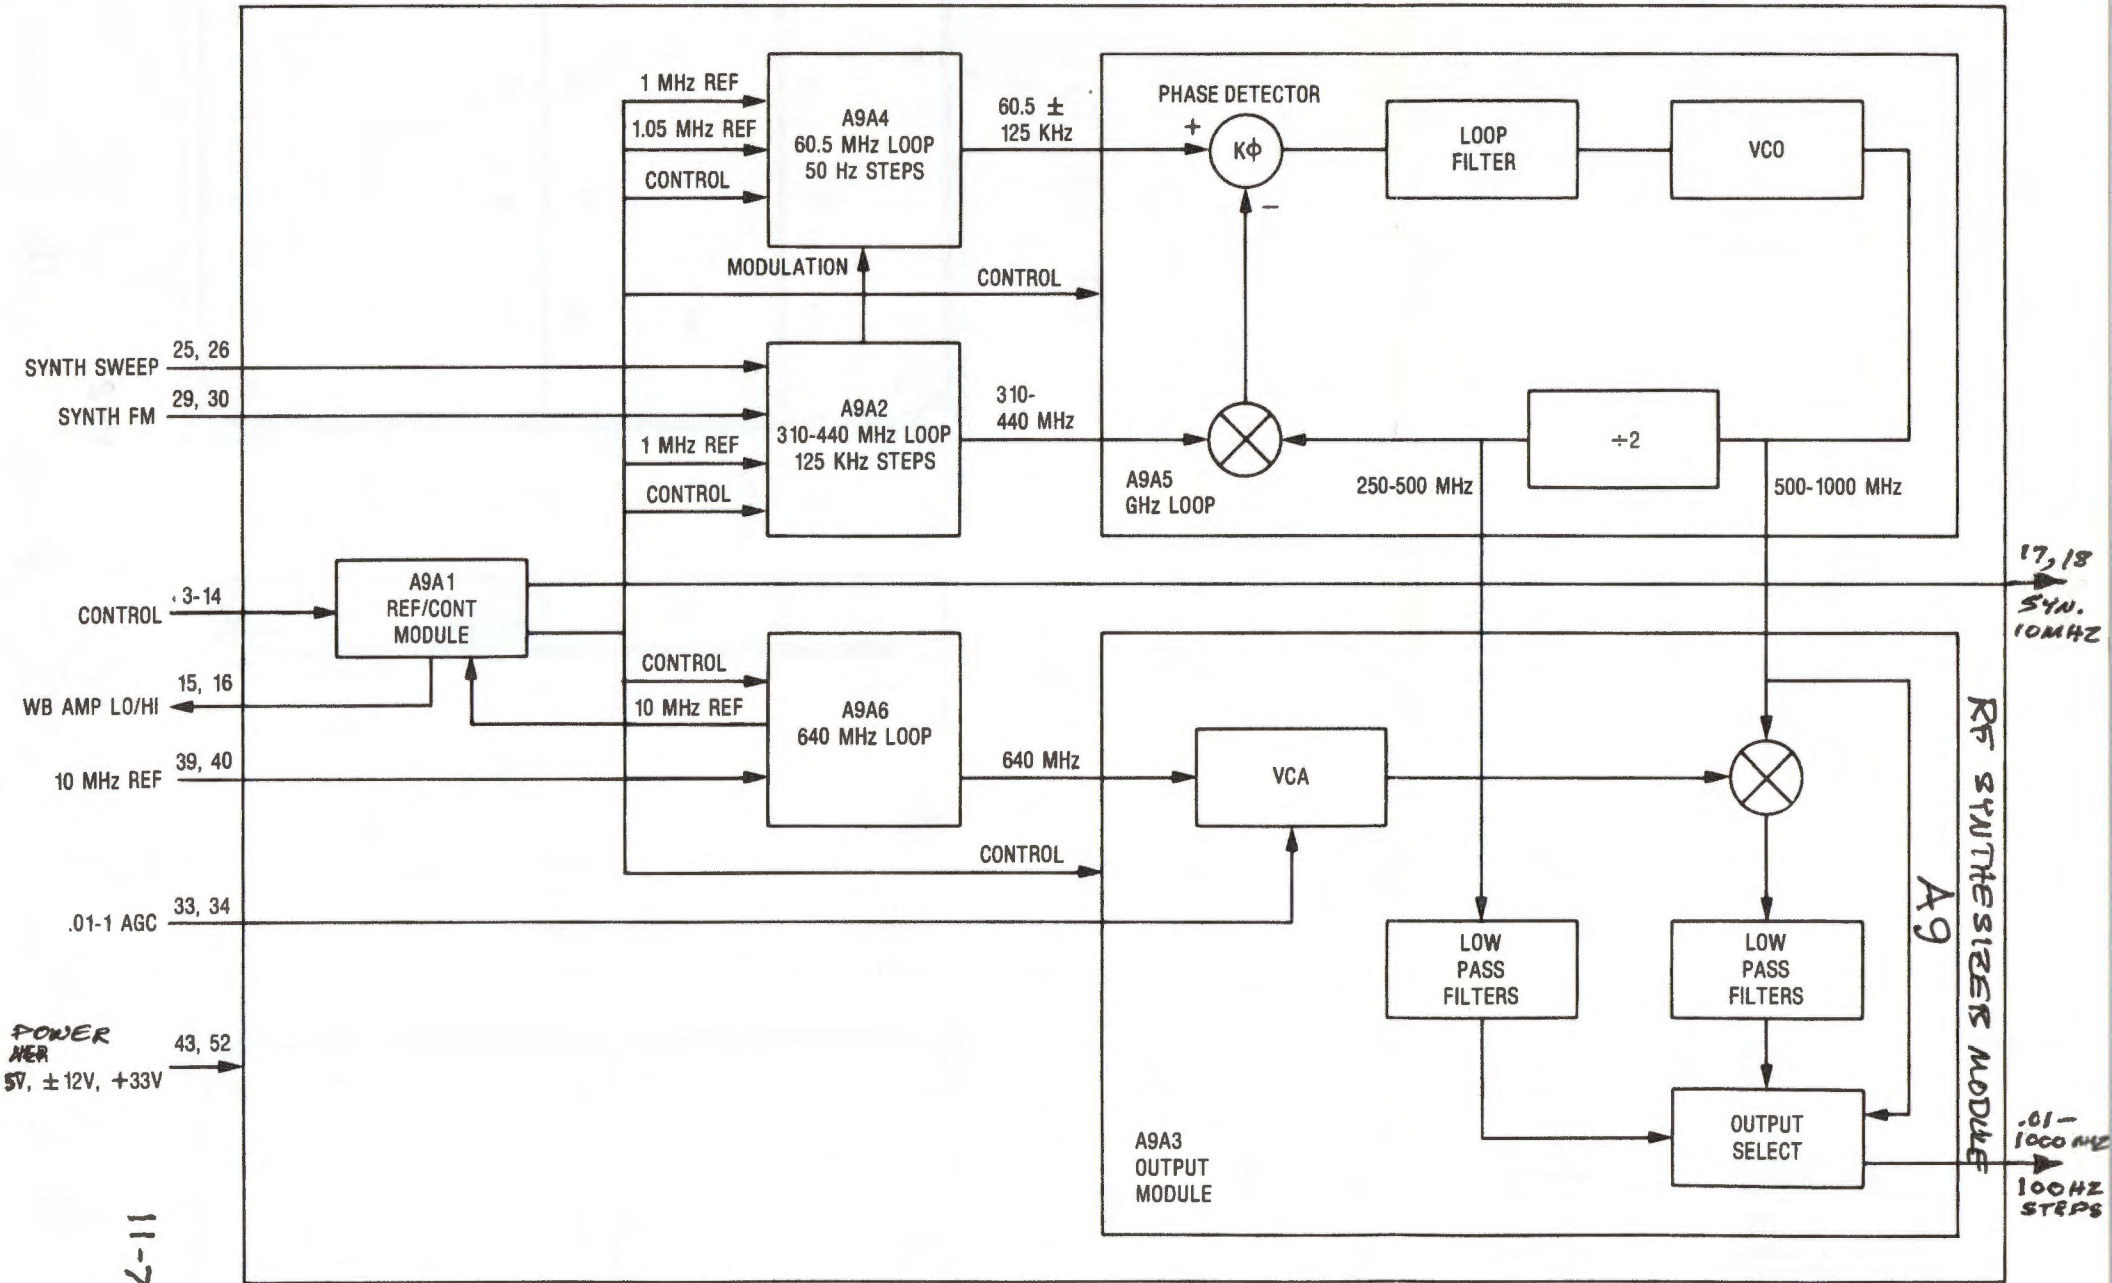 1 MHz REF
1.05 MHz REF
CONTROL
A9A4
60.5 MHz LOOP
50 Hz STEPS
60.5 ±
125 KHz
PHASE DETECTOR
+
KΦ
−
LOOP
FILTER
VCO
MODULATION
CONTROL
SYNTH SWEEP
25, 26
SYNTH FM
29, 30
1 MHz REF
CONTROL
A9A2
310-440 MHz LOOP
125 KHz STEPS
310-
440 MHz
÷2
250-500 MHz
500-1000 MHz
A9A5
GHz LOOP
CONTROL
3-14
A9A1
REF/CONT
MODULE
17, 18
SYN.
10MHZ
WB AMP LO/HI
15, 16
CONTROL
10 MHz REF
A9A6
640 MHz LOOP
10 MHz REF
39, 40
640 MHz
VCA
CONTROL
.01-1 AGC
33, 34
LOW
PASS
FILTERS
LOW
PASS
FILTERS
A9
RF SYNTHESIZER MODULE
POWER
43, 52
5V, ±12V, +33V
A9A3
OUTPUT
MODULE
OUTPUT
SELECT
.01-
1000 MHZ
100HZ
STEPS
11-7